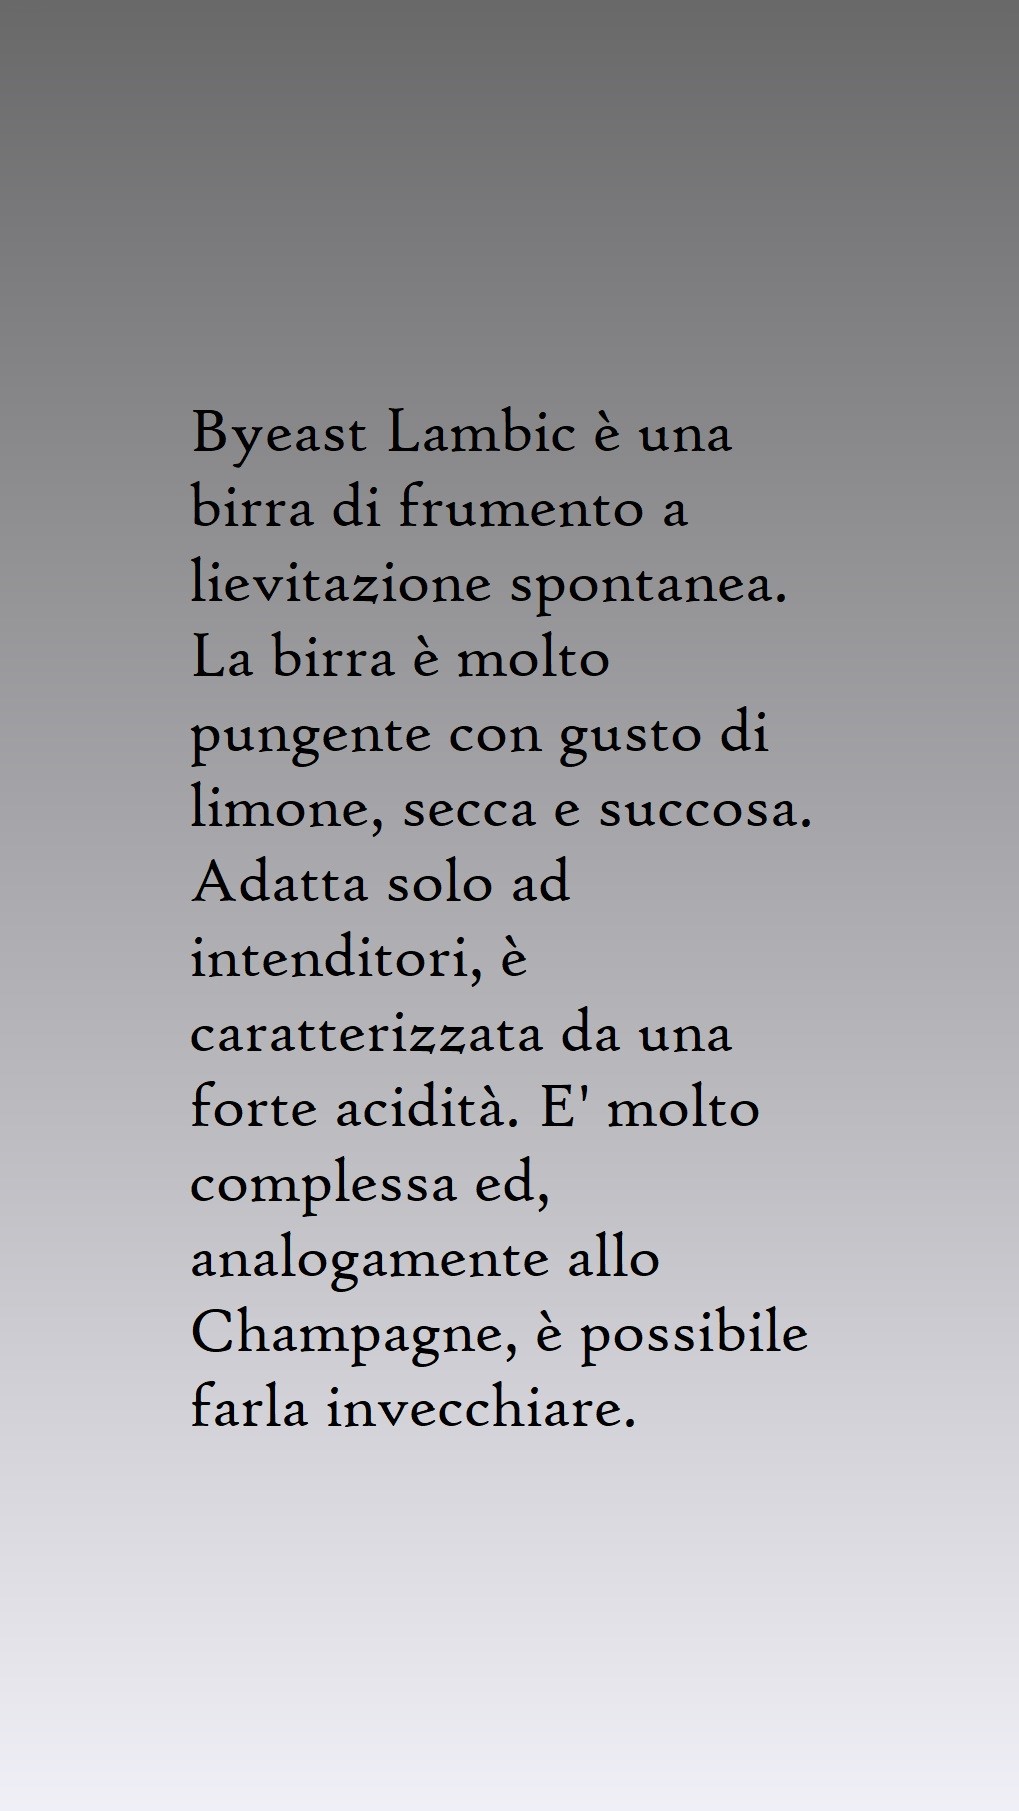 Byeast Lambic è una
birra di frumento a
lievitazione spontanea.
La birra è molto
pungente con gusto di
limone, secca e succosa.
Adatta solo ad
intenditori, è
caratterizzata da una
forte acidità. E' molto
complessa ed,
analogamente allo
Champagne, è possibile
farla invecchiare.